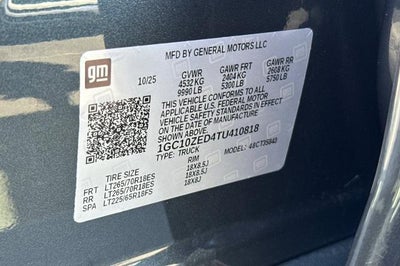 MFD BY GENERAL MOTORS LLC
gm
10/25
GVWR GAWR FRT GAWR RR
4532 KG 2404 KG 2608 KG
9990 LB 5300 LB 5750 LB
THIS VEHICLE CONFORMS TO ALL
APPLICABLE U.S. FEDERAL MOTOR
VEHICLE SAFETY STANDARDS IN
EFFECT ON THE DATE OF
MANUFACTURE SHOWN ABOVE.
1GC10ZED4TU410818
TYPE: TRUCK MODEL:
TIRE SIZE RIM
FRT LT265/70R18ES 18X8.5J
RR LT265/70R18ES 18X8.5J
SPA LT225/65R18FS 18X8J